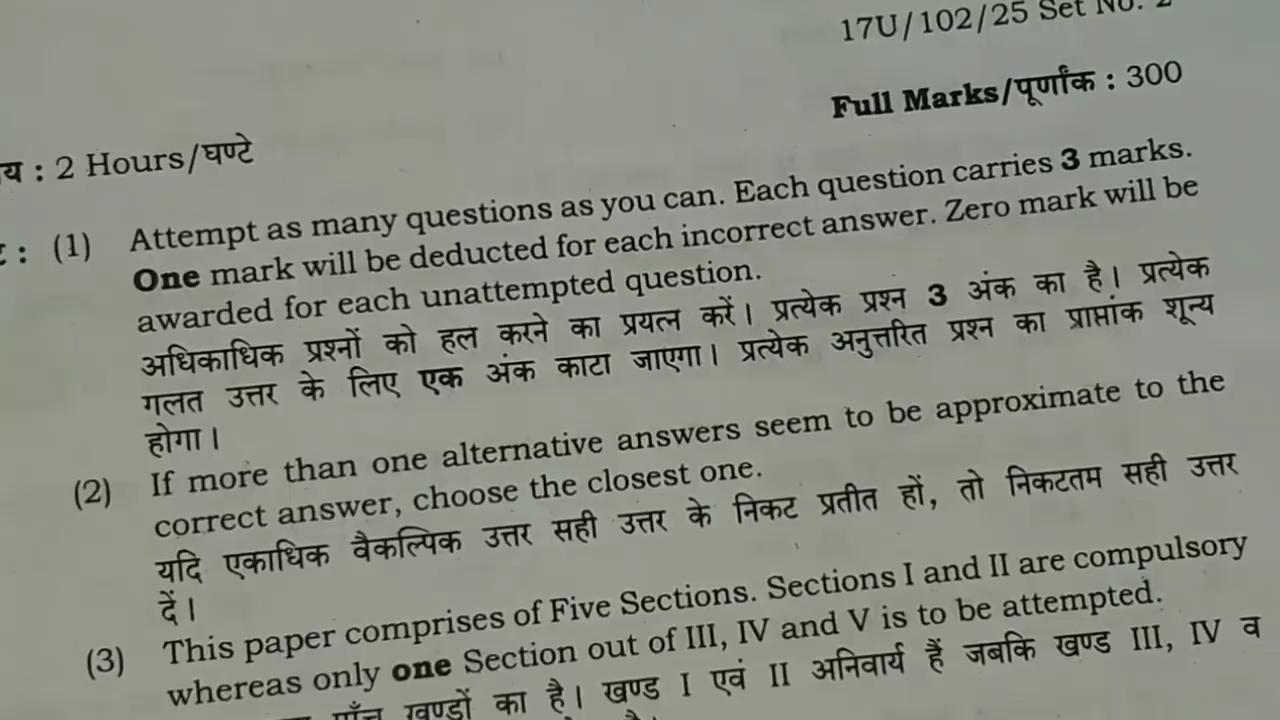 17U/102/25 Set No. 2
Full Marks/पूर्णांक : 300
: 2 Hours/घण्टे
: (1) Attempt as many questions as you can. Each question carries 3 marks.
One mark will be deducted for each incorrect answer. Zero mark will be
awarded for each unattempted question.
अधिकाधिक प्रश्नों को हल करने का प्रयत्न करें। प्रत्येक प्रश्न 3 अंक का है। प्रत्येक
गलत उत्तर के लिए एक अंक काटा जाएगा। प्रत्येक अनुत्तरित प्रश्न का प्राप्तांक शून्य
होगा।
(2) If more than one alternative answers seem to be approximate to the
correct answer, choose the closest one.
यदि एकाधिक वैकल्पिक उत्तर सही उत्तर के निकट प्रतीत हों, तो निकटतम सही उत्तर
दें।
(3) This paper comprises of Five Sections. Sections I and II are compulsory
whereas only one Section out of III, IV and V is to be attempted.
पाँच खण्डों का है। खण्ड I एवं II अनिवार्य हैं जबकि खण्ड III, IV व